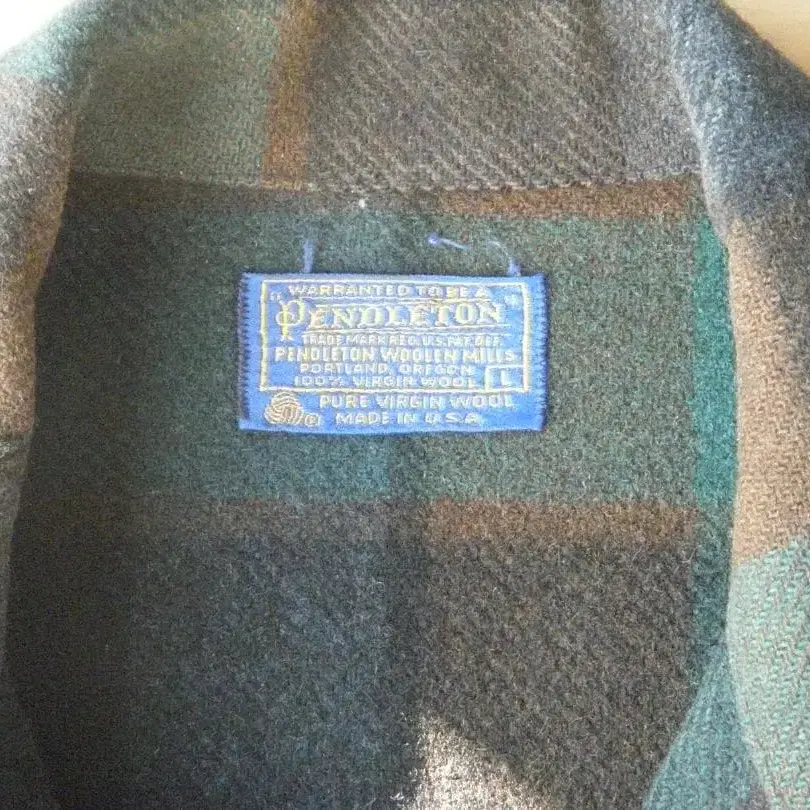 WARRANTED TO BE A
"PENDLETON"
TRADE MARK REG. U.S. PAT. OFF.
PENDLETON WOOLEN MILLS
PORTLAND, OREGON
100% VIRGIN WOOL L
PURE VIRGIN WOOL
® MADE IN U.S.A.